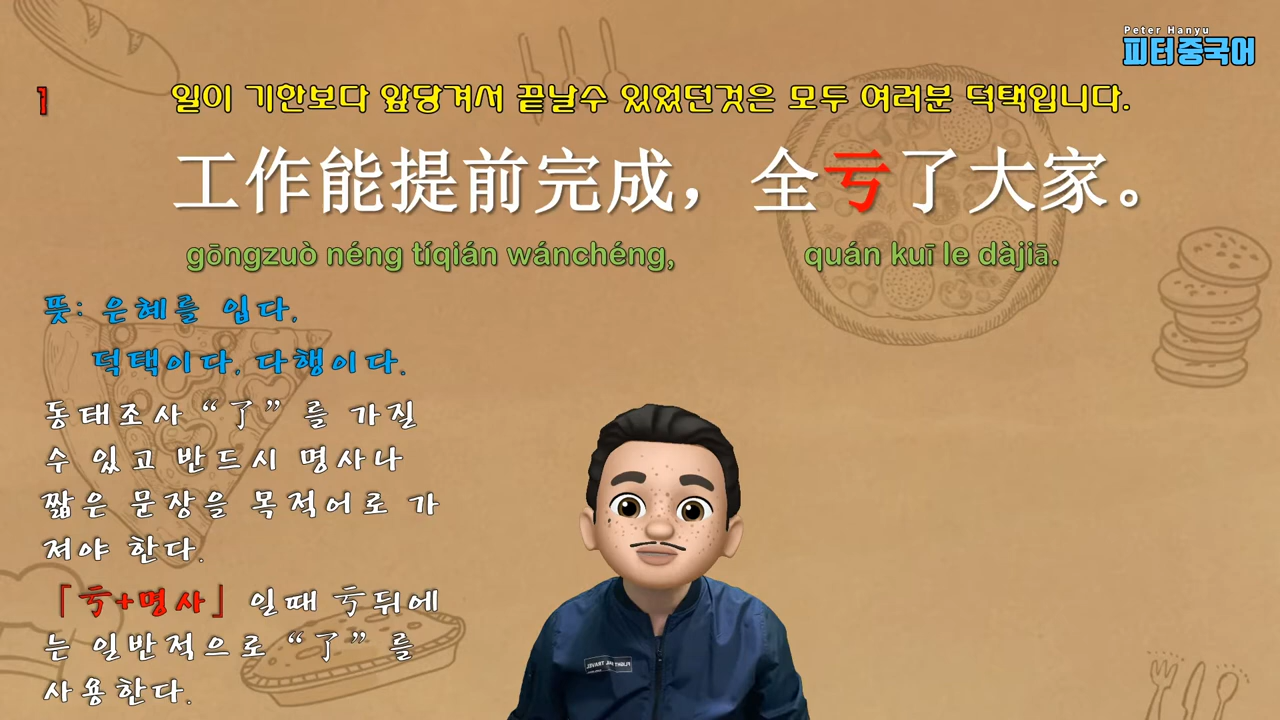 Peter Hanyu
피터중국어
1
일이 기안보다 앞당겨서 끝날수 있었던것은 모두 여러분 덕택입니다.
工作能提前完成，全亏了大家。
gōngzuò néng tíqián wánchéng, quán kuī le dàjiā.
뜻: 은혜를 입다,
덕택이다, 다행이다.
동태조사 “了” 를 가질
수 있고 반드시 명사나
짧은 문장을 목적어로 가
져야 한다.
「亏+명사」 일때 亏뒤에
는 일반적으로 “了” 를
사용한다.